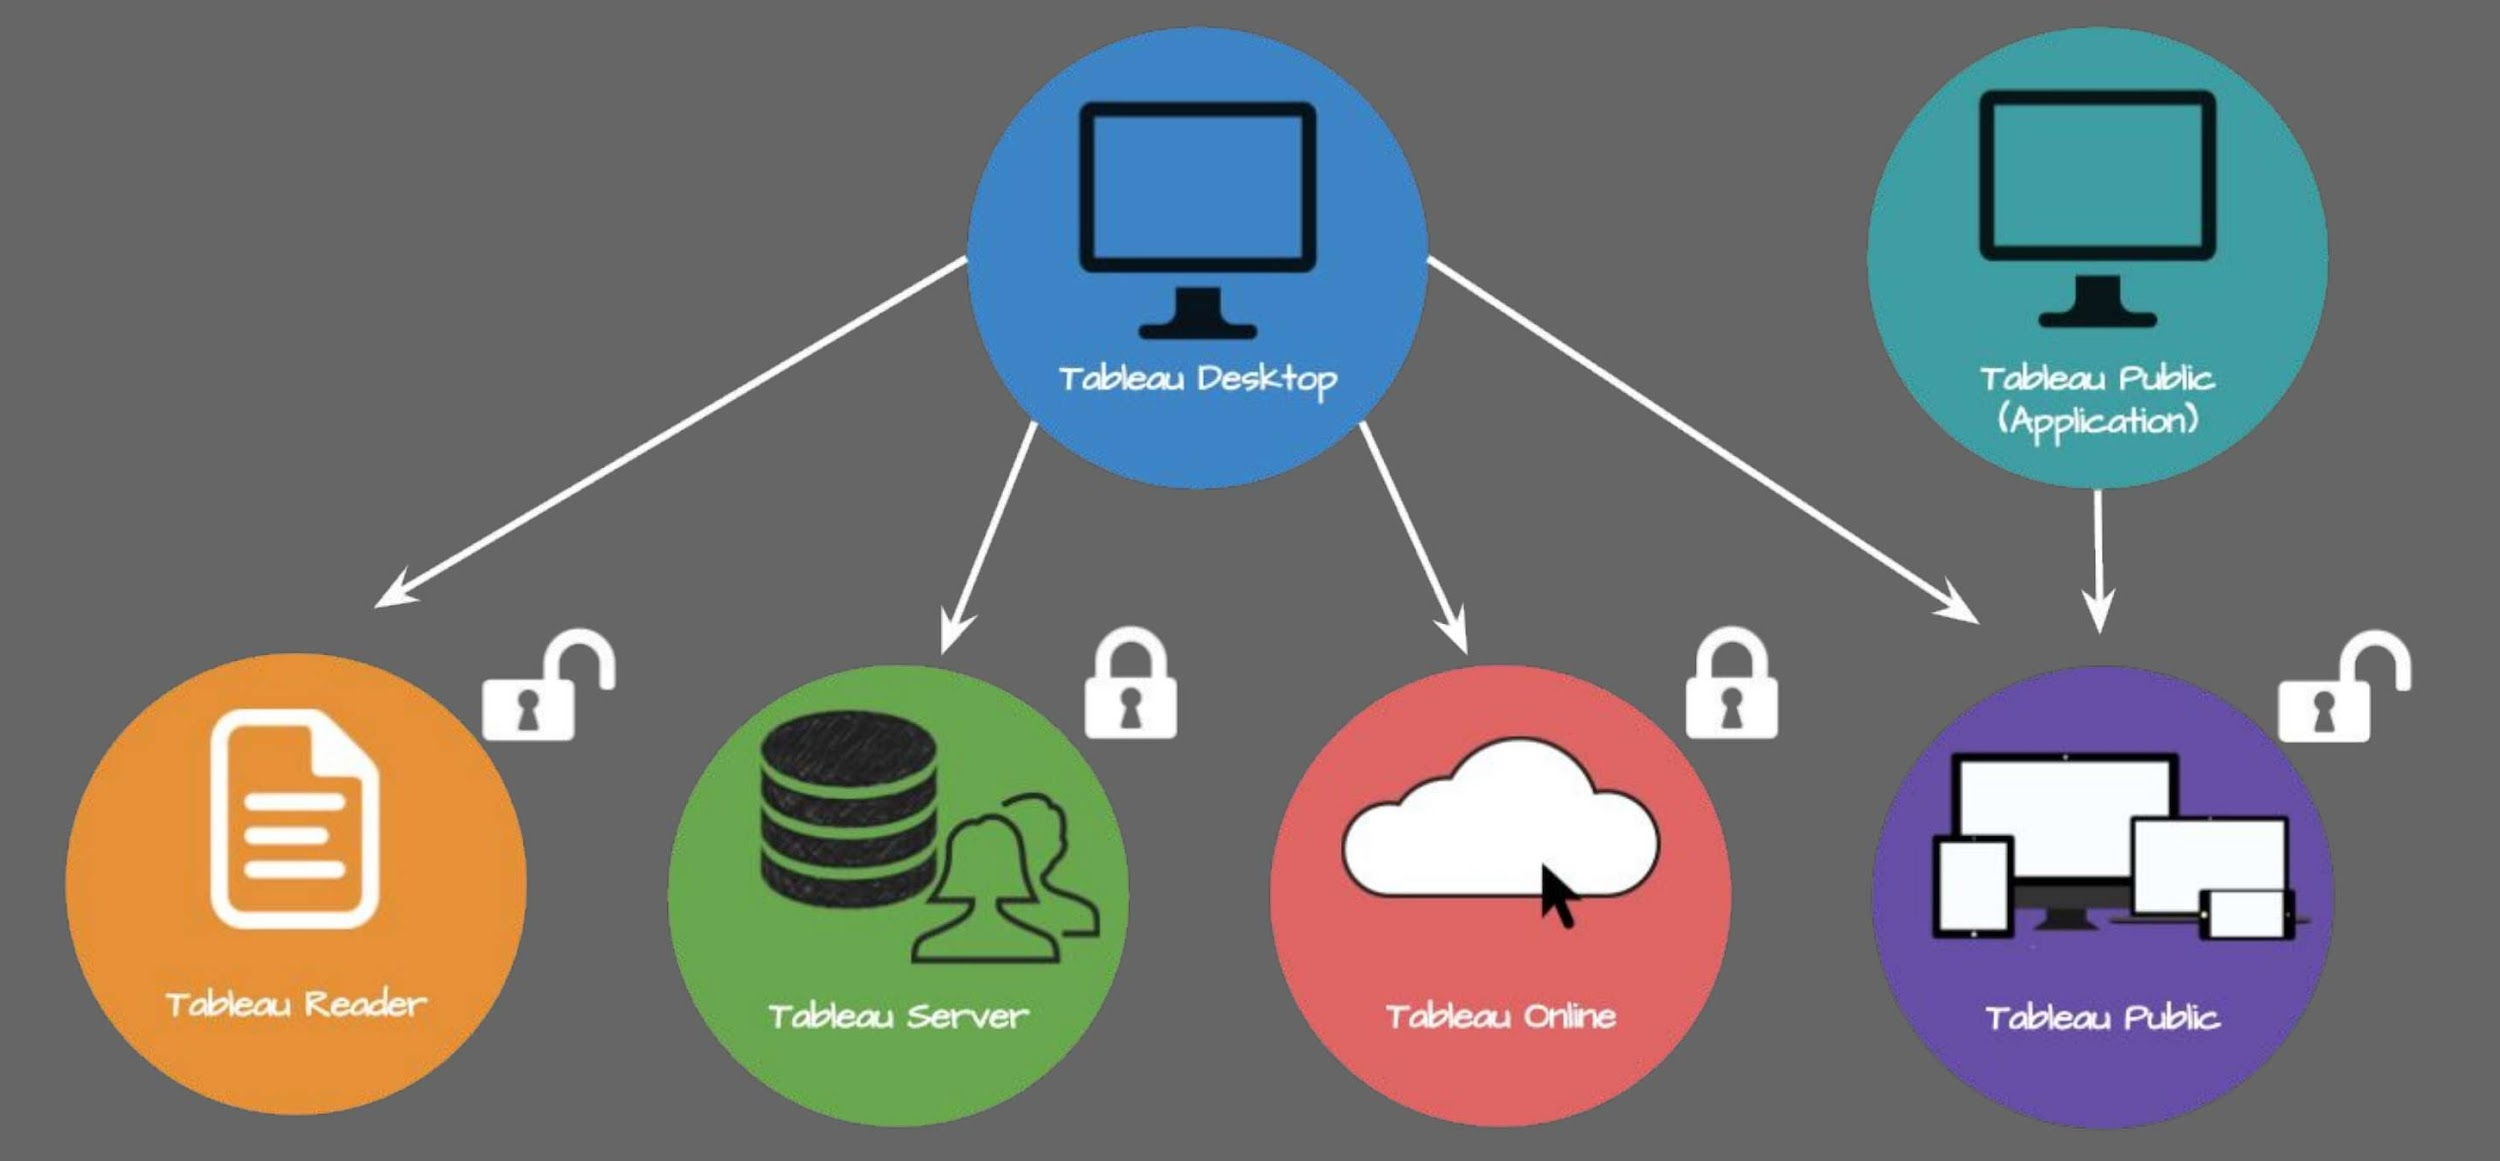 Tableau Desktop
Tableau Public
(Application)
Tableau Reader
Tableau Server
Tableau Online
Tableau Public